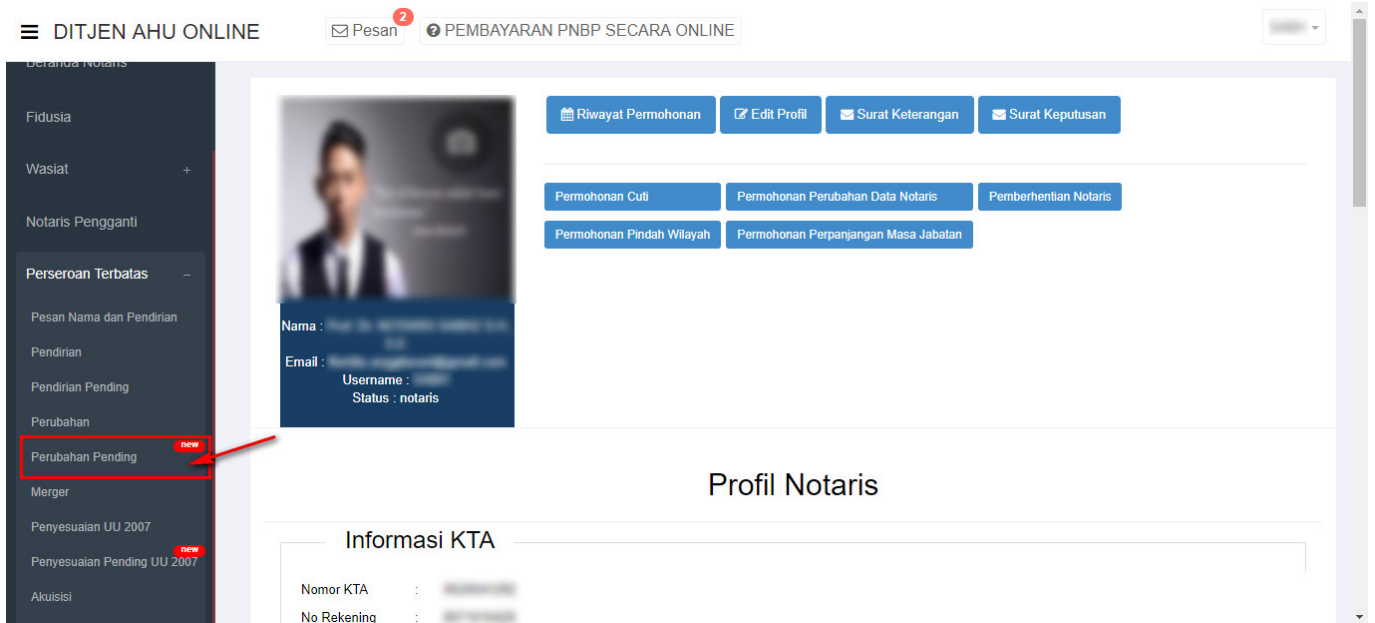 DITJEN AHU ONLINE
Pesan 2
PEMBAYARAN PNBP SECARA ONLINE
Beranda Notaris
Fidusia
Wasiat +
Notaris Pengganti
Perseroan Terbatas −
Pesan Nama dan Pendirian
Pendirian
Pendirian Pending
Perubahan
Perubahan Pending new
Merger
Penyesuaian UU 2007
Penyesuaian Pending UU 2007 new
Akuisisi
Riwayat Permohonan Edit Profil Surat Keterangan Surat Keputusan
Permohonan Cuti Permohonan Perubahan Data Notaris Pemberhentian Notaris
Permohonan Pindah Wilayah Permohonan Perpanjangan Masa Jabatan
Nama :
Email :
Username :
Status : notaris
Profil Notaris
Informasi KTA
Nomor KTA :
No Rekening :